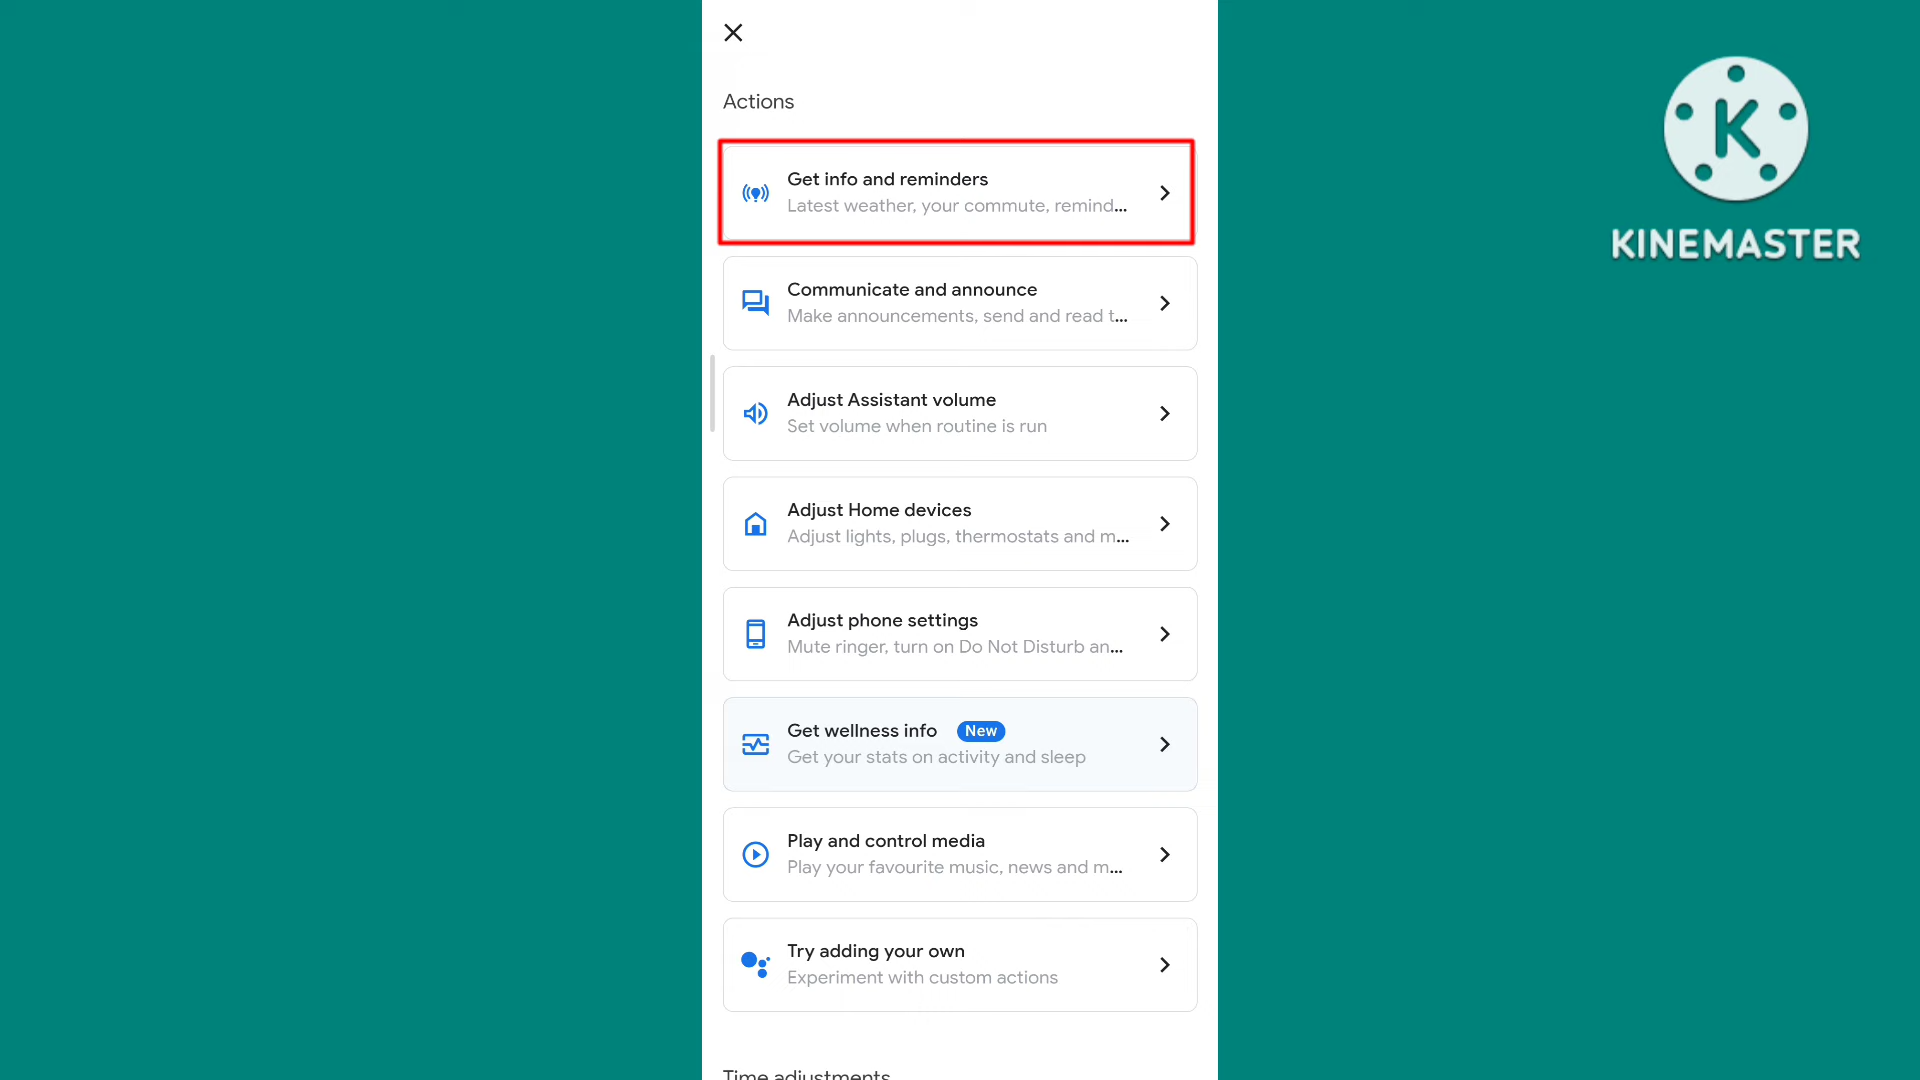 Actions
Get info and reminders
Latest weather, your commute, remind...
Communicate and announce
Make announcements, send and read t...
Adjust Assistant volume
Set volume when routine is run
Adjust Home devices
Adjust lights, plugs, thermostats and m...
Adjust phone settings
Mute ringer, turn on Do Not Disturb an...
Get wellness info New
Get your stats on activity and sleep
Play and control media
Play your favourite music, news and m...
Try adding your own
Experiment with custom actions
Time adjustments
K
KINEMASTER